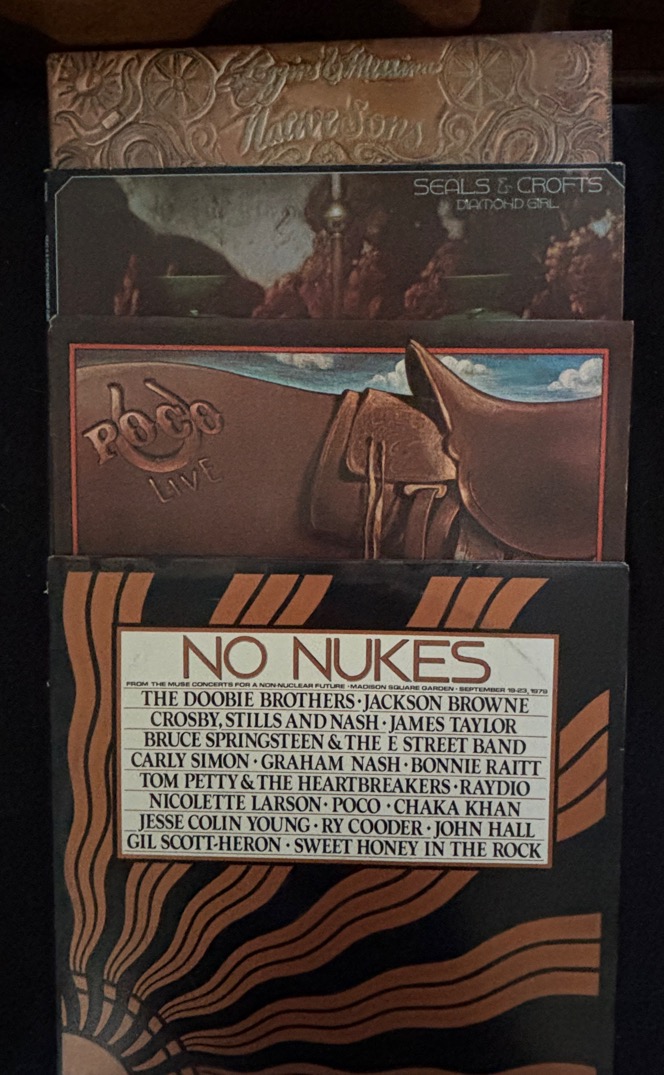 Loggins & Messina
Native Sons
SEALS & CROFTS
DIAMOND GIRL
POCO
LIVE
NO NUKES
FROM THE MUSE CONCERTS FOR A NON-NUCLEAR FUTURE · MADISON SQUARE GARDEN · SEPTEMBER 19-23, 1979
THE DOOBIE BROTHERS · JACKSON BROWNE
CROSBY, STILLS AND NASH · JAMES TAYLOR
BRUCE SPRINGSTEEN & THE E STREET BAND
CARLY SIMON · GRAHAM NASH · BONNIE RAITT
TOM PETTY & THE HEARTBREAKERS · RAYDIO
NICOLETTE LARSON · POCO · CHAKA KHAN
JESSE COLIN YOUNG · RY COODER · JOHN HALL
GIL SCOTT-HERON · SWEET HONEY IN THE ROCK